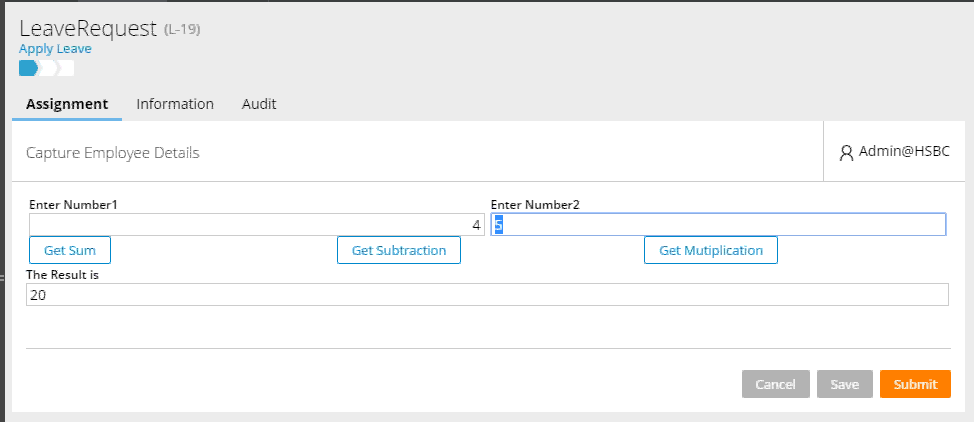 LeaveRequest (L-19)
Apply Leave
Assignment Information Audit
Capture Employee Details Admin@HSBC
Enter Number1 Enter Number2
4 5
Get Sum Get Subtraction Get Mutiplication
The Result is
20
Cancel Save Submit